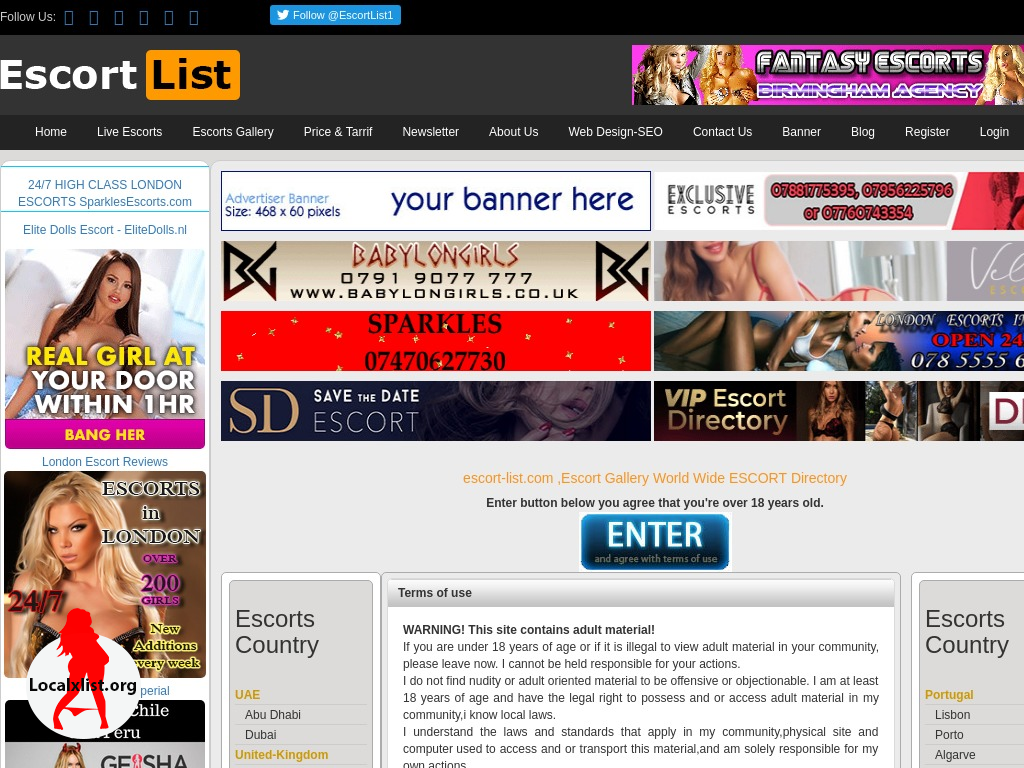 Follow Us:
Follow @EscortList1
Escort List
FANTASY ESCORTS
BIRMINGHAM AGENCY
Home Live Escorts Escorts Gallery Price & Tarrif Newsletter About Us Web Design-SEO Contact Us Banner Blog Register Login
24/7 HIGH CLASS LONDON
ESCORTS SparklesEscorts.com
Elite Dolls Escort - EliteDolls.nl
REAL GIRL AT
YOUR DOOR
WITHIN 1HR
BANG HER
London Escort Reviews
ESCORTS
in
LONDON
OVER
200
GIRLS
24/7
New
Additions
every week
Localxlist.org
perial
Chile
Peru
GEISHA
Advertiser Banner
Size: 468 x 60 pixels
your banner here
EXCLUSIVE
ESCORTS
07881775395, 07956225796
or 07760743354
BG
BABYLONGIRLS
0791 9077 777
WWW.BABYLONGIRLS.CO.UK
BG
Vel
ESC
SPARKLES
07470627730
LONDON ESCORTS I
OPEN 24
078 5555 6
SD
SAVE THE DATE
ESCORT
VIP Escort
Directory
D
escort-list.com ,Escort Gallery World Wide ESCORT Directory
Enter button below you agree that you're over 18 years old.
ENTER
and agree with terms of use
Escorts
Country
UAE
Abu Dhabi
Dubai
United-Kingdom
Terms of use
WARNING! This site contains adult material!
If you are under 18 years of age or if it is illegal to view adult material in your community,
please leave now. I cannot be held responsible for your actions.
I do not find nudity or adult oriented material to be offensive or objectionable. I am at least
18 years of age and have the legal right to possess and or access adult material in my
community,i know local laws.
I understand the laws and standards that apply in my community,physical site and
computer used to access and or transport this material,and am solely responsible for my
own actions.
Escorts
Country
Portugal
Lisbon
Porto
Algarve